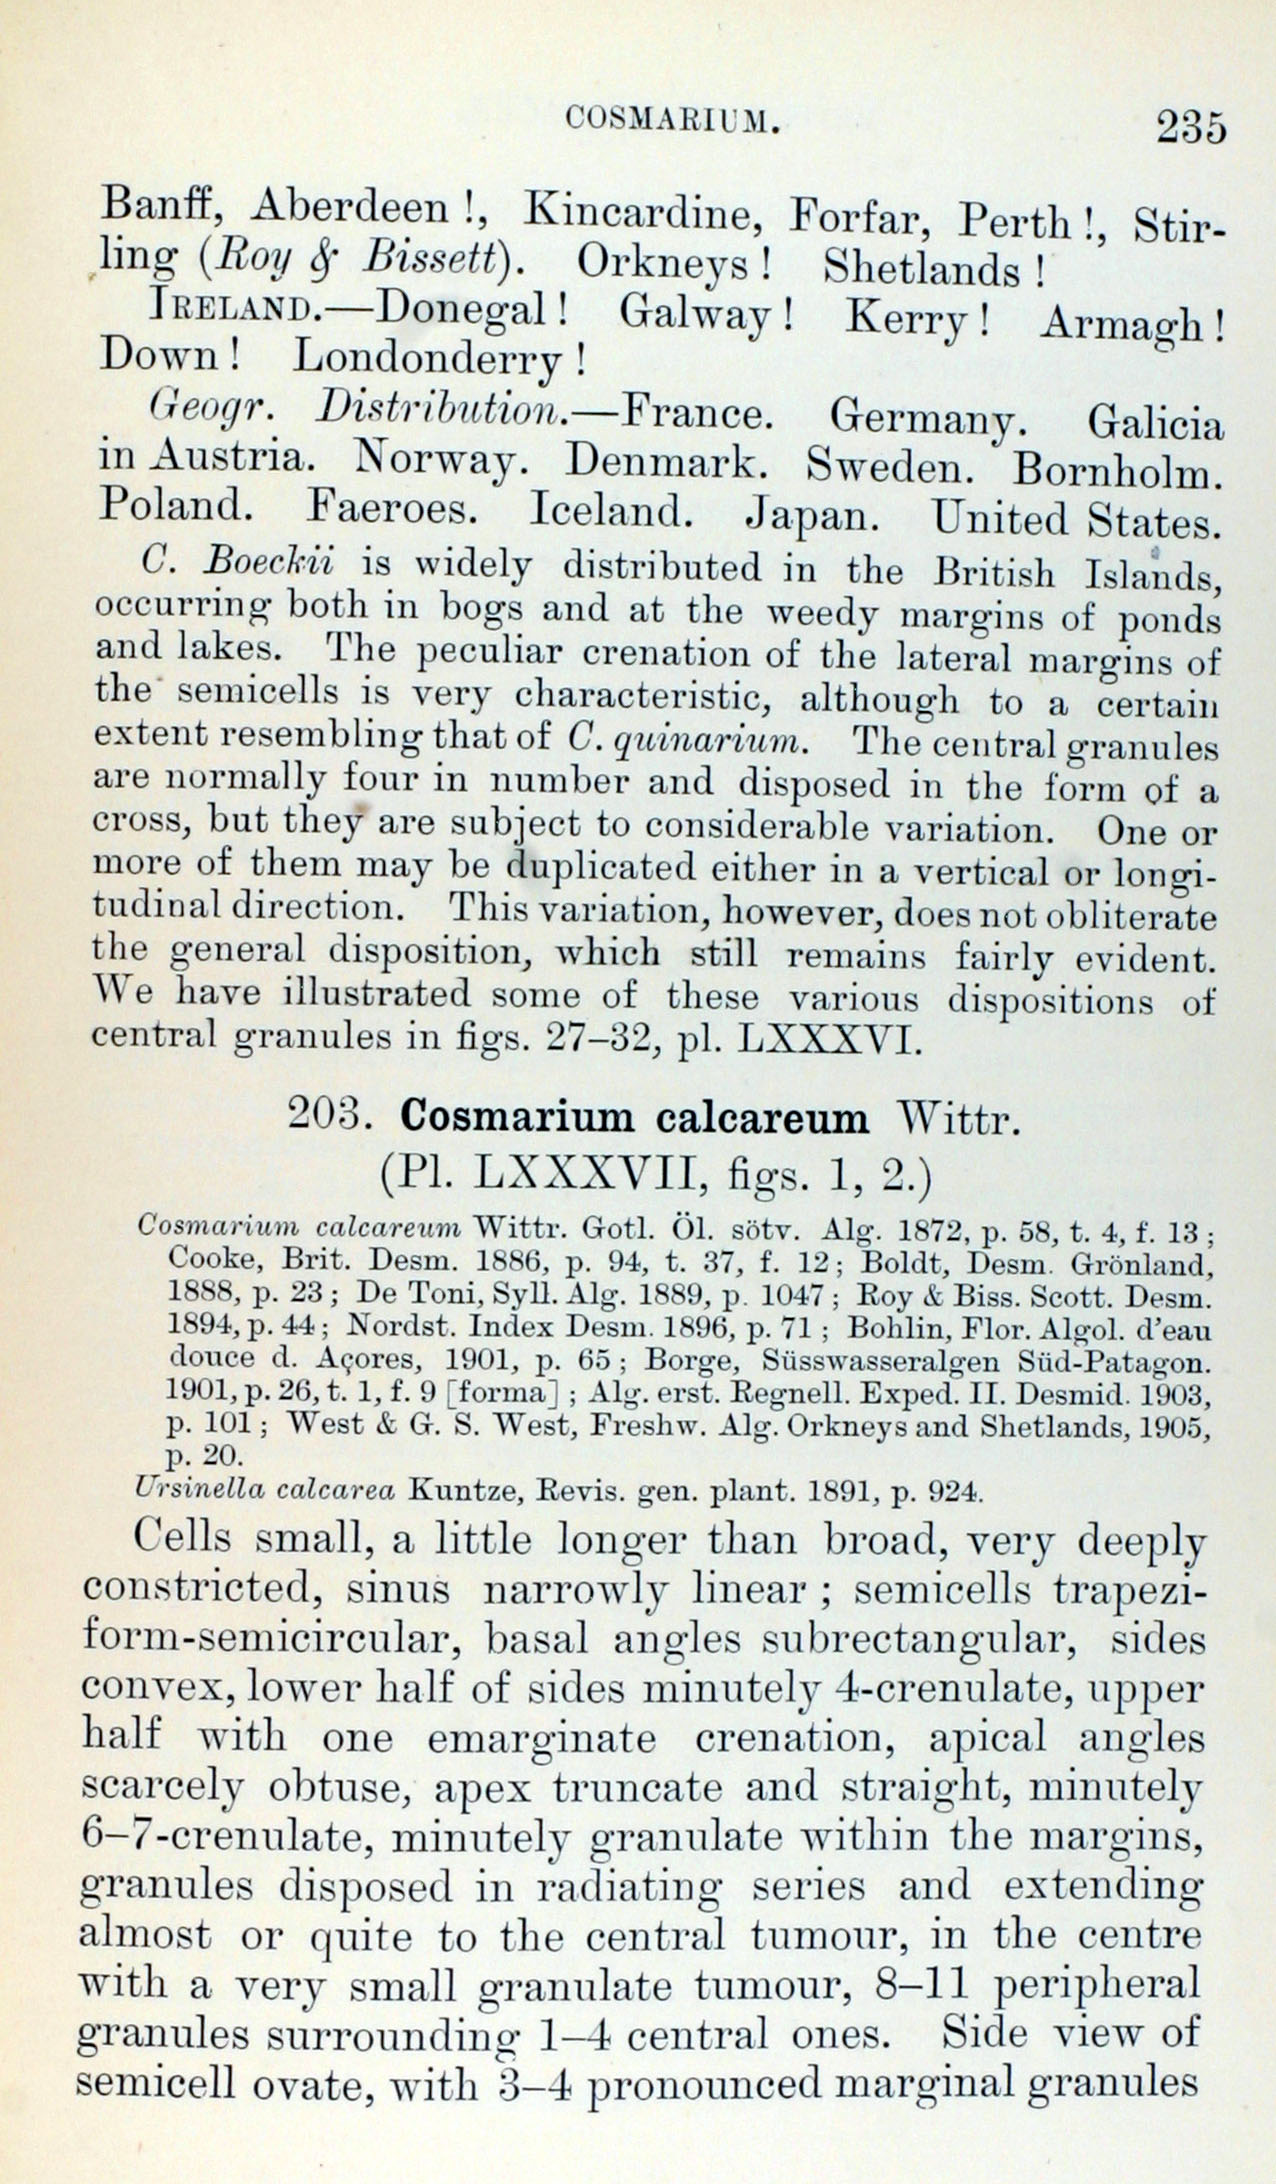 COSMARIUM.
235
Banff, Aberdeen !, Kincardine, Forfar, Perth !, Stir-
ling (Roy & Bissett). Orkneys ! Shetlands !
IRELAND.—Donegal ! Galway ! Kerry ! Armagh !
Down ! Londonderry !
Geogr. Distribution.—France. Germany. Galicia
in Austria. Norway. Denmark. Sweden. Bornholm.
Poland. Faeroes. Iceland. Japan. United States.
C. Boeckii is widely distributed in the British Islands,
occurring both in bogs and at the weedy margins of ponds
and lakes. The peculiar crenation of the lateral margins of
the semicells is very characteristic, although to a certain
extent resembling that of C. quinarium. The central granules
are normally four in number and disposed in the form of a
cross, but they are subject to considerable variation. One or
more of them may be duplicated either in a vertical or longi-
tudinal direction. This variation, however, does not obliterate
the general disposition, which still remains fairly evident.
We have illustrated some of these various dispositions of
central granules in figs. 27–32, pl. LXXXVI.
203. Cosmarium calcareum Wittr.
(Pl. LXXXVII, figs. 1, 2.)
Cosmarium calcareum Wittr. Gotl. Öl. sötv. Alg. 1872, p. 58, t. 4, f. 13 ;
Cooke, Brit. Desm. 1886, p. 94, t. 37, f. 12; Boldt, Desm. Grönland,
1888, p. 23 ; De Toni, Syll. Alg. 1889, p. 1047 ; Roy & Biss. Scott. Desm.
1894, p. 44 ; Nordst. Index Desm. 1896, p. 71 ; Bohlin, Flor. Algol. d'eau
douce d. Açores, 1901, p. 65 ; Borge, Süsswasseralgen Süd-Patagon.
1901, p. 26, t. 1, f. 9 [forma] ; Alg. erst. Regnell. Exped. II. Desmid. 1903,
p. 101 ; West & G. S. West, Freshw. Alg. Orkneys and Shetlands, 1905,
p. 20.
Ursinella calcarea Kuntze, Revis. gen. plant. 1891, p. 924.
Cells small, a little longer than broad, very deeply
constricted, sinus narrowly linear ; semicells trapezi-
form-semicircular, basal angles subrectangular, sides
convex, lower half of sides minutely 4-crenulate, upper
half with one emarginate crenation, apical angles
scarcely obtuse, apex truncate and straight, minutely
6–7-crenulate, minutely granulate within the margins,
granules disposed in radiating series and extending
almost or quite to the central tumour, in the centre
with a very small granulate tumour, 8–11 peripheral
granules surrounding 1–4 central ones. Side view of
semicell ovate, with 3–4 pronounced marginal granules